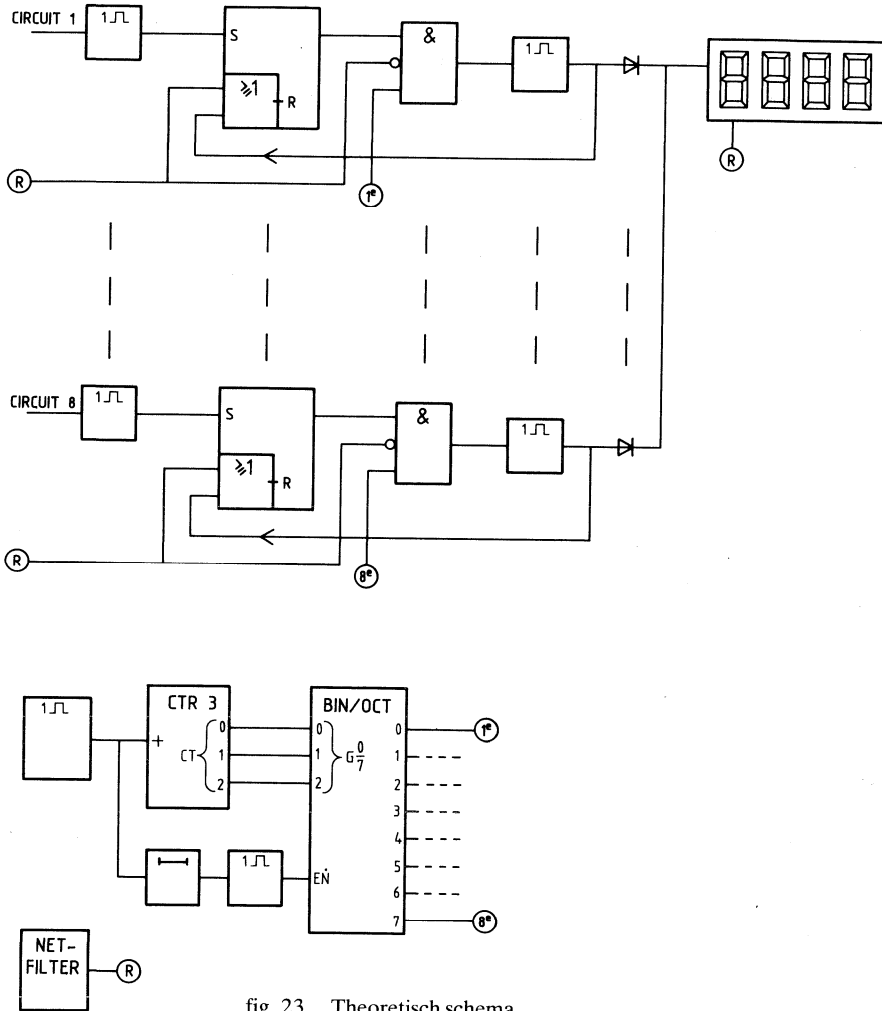 CIRCUIT 1
1
S
≥1
R
&
1
R
R
1e
CIRCUIT 8
1
S
≥1
R
&
1
R
8e
1
CTR 3
+
CT
0
1
2
BIN/OCT
0
1
2
G 0/7
EN
0
1
2
3
4
5
6
7
1e
8e
1
NET-
FILTER
R
fig. 23 Theoretisch schema